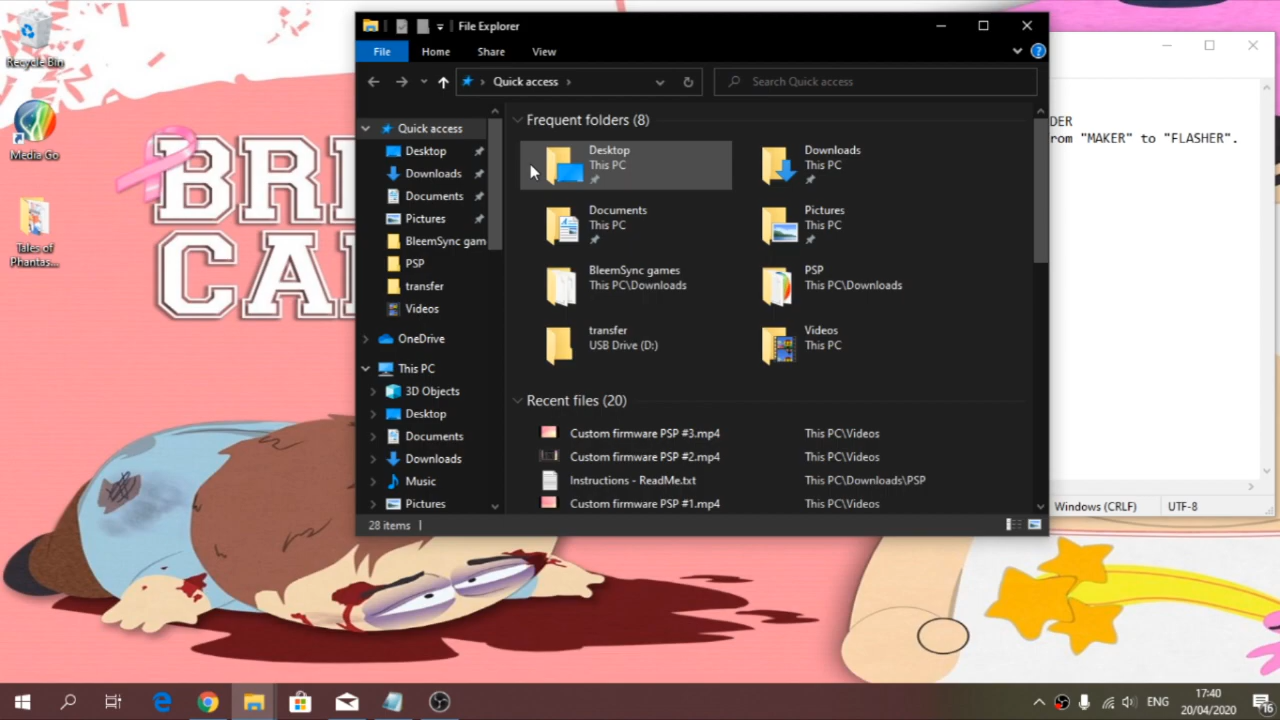 File Explorer
File
Home
Share
View
Quick access
Search Quick access
Quick access
Desktop
Downloads
Documents
Pictures
BleemSync gam
PSP
transfer
Videos
OneDrive
This PC
3D Objects
Desktop
Documents
Downloads
Music
Pictures
Frequent folders (8)
Desktop
This PC
Downloads
This PC
Documents
This PC
Pictures
This PC
BleemSync games
This PC\Downloads
PSP
This PC\Downloads
transfer
USB Drive (D:)
Videos
This PC
Recent files (20)
Custom firmware PSP #3.mp4 This PC\Videos
Custom firmware PSP #2.mp4 This PC\Videos
Instructions - ReadMe.txt This PC\Downloads\PSP
Custom firmware PSP #1.mp4 This PC\Videos
28 items
DER
rom "MAKER" to "FLASHER".
Windows (CRLF) UTF-8
Recycle Bin
Media Go
Tales of
Phantas...
BRE
CA
ENG
17:40
20/04/2020
16